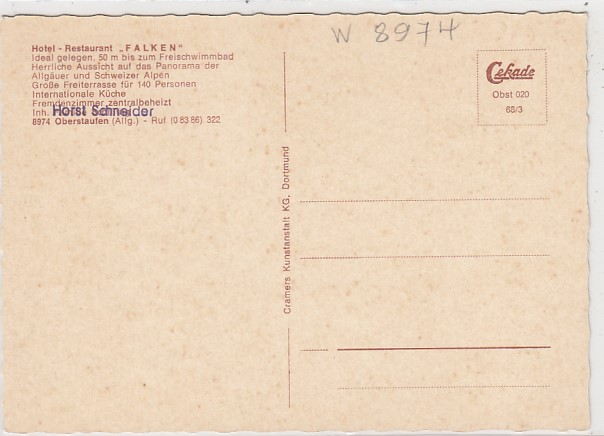 W 8974
Hotel - Restaurant „FALKEN"
Ideal gelegen, 50 m bis zum Freischwimmbad
Herrliche Aussicht auf das Panorama der
Allgäuer und Schweizer Alpen
Große Freiterrasse für 140 Personen
Internationale Küche
Fremdenzimmer zentralbeheizt
Inh.
Horst Schneider
8974 Oberstaufen (Allg.) - Ruf (0 83 86) 322
Cekade
Obst 020
68/3
Cramers Kunstanstalt KG, Dortmund